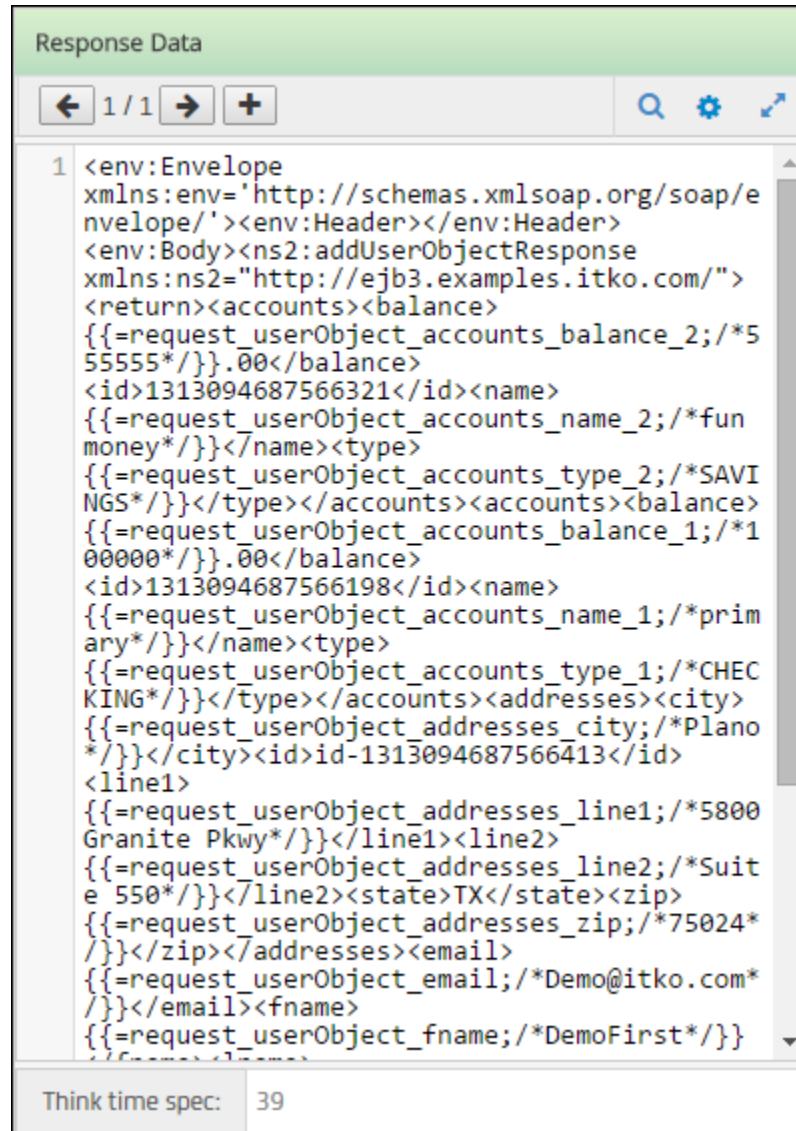 Response Data
1 / 1
1 <env:Envelope
xmlns:env='http://schemas.xmlsoap.org/soap/e
nvelope/'><env:Header></env:Header>
<env:Body><ns2:addUserObjectResponse
xmlns:ns2="http://ejb3.examples.itko.com/">
<return><accounts><balance>
{{=request_userObject_accounts_balance_2;/*5
55555*/}}.00</balance>
<id>1313094687566321</id><name>
{{=request_userObject_accounts_name_2;/*fun
money*/}}</name><type>
{{=request_userObject_accounts_type_2;/*SAVI
NGS*/}}</type></accounts><accounts><balance>
{{=request_userObject_accounts_balance_1;/*1
00000*/}}.00</balance>
<id>1313094687566198</id><name>
{{=request_userObject_accounts_name_1;/*prim
ary*/}}</name><type>
{{=request_userObject_accounts_type_1;/*CHEC
KING*/}}</type></accounts><addresses><city>
{{=request_userObject_addresses_city;/*Plano
*/}}</city><id>id-1313094687566413</id>
<line1>
{{=request_userObject_addresses_line1;/*5800
Granite Pkwy*/}}</line1><line2>
{{=request_userObject_addresses_line2;/*Suit
e 550*/}}</line2><state>TX</state><zip>
{{=request_userObject_addresses_zip;/*75024*
/}}</zip></addresses><email>
{{=request_userObject_email;/*Demo@itko.com*
/}}</email><fname>
{{=request_userObject_fname;/*DemoFirst*/}}
</fname><lname>
Think time spec: 39